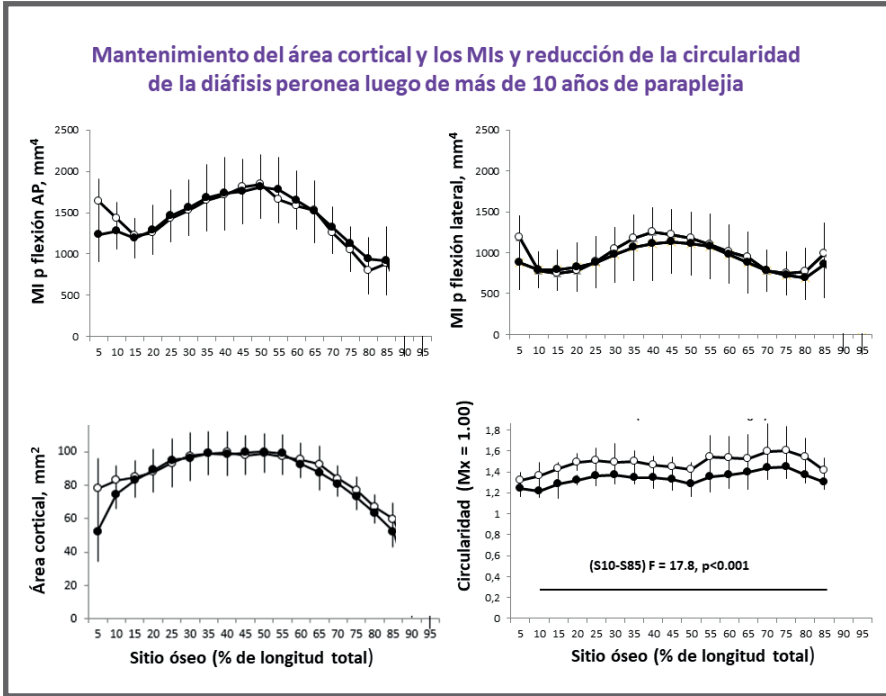 Mantenimiento del área cortical y los MIs y reducción de la circularidad
de la diáfisis peronea luego de más de 10 años de paraplejia
MI p flexión AP, mm⁴
2500
2000
1500
1000
500
0
5 10 15 20 25 30 35 40 45 50 55 60 65 70 75 80 85 90 95
MI p flexión lateral, mm⁴
2500
2000
1500
1000
500
0
5 10 15 20 25 30 35 40 45 50 55 60 65 70 75 80 85 90 95
Área cortical, mm²
100
80
60
40
20
0
5 10 15 20 25 30 35 40 45 50 55 60 65 70 75 80 85 90 95
Sitio óseo (% de longitud total)
Circularidad (Mx = 1.00)
1,8
1,6
1,4
1,2
1
0,8
0,6
0,4
0,2
0
(S10-S85) F = 17.8, p<0.001
5 10 15 20 25 30 35 40 45 50 55 60 65 70 75 80 85 90 95
Sitio óseo (% de longitud total)